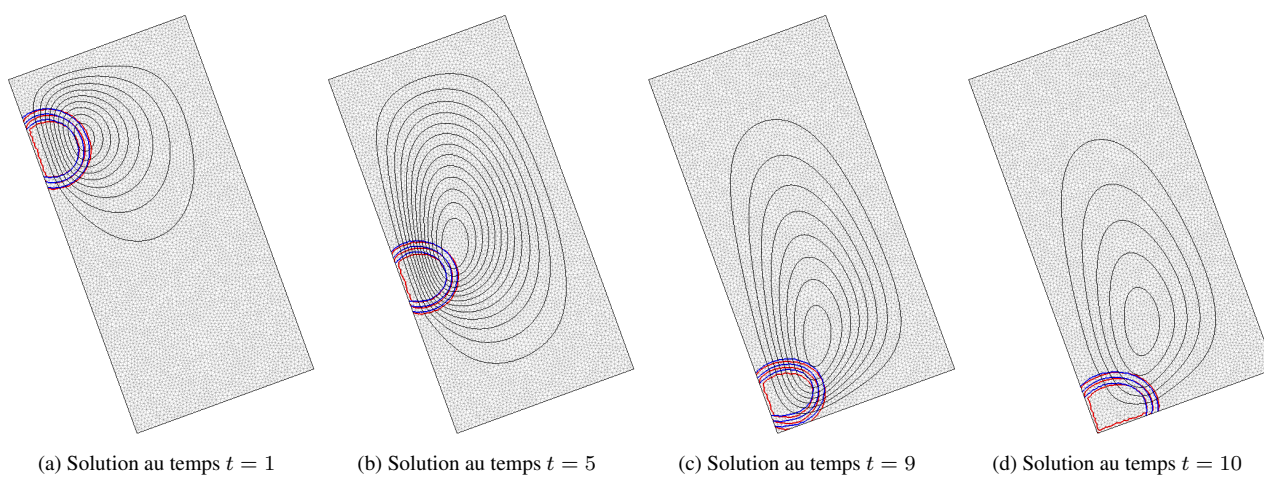 (a) Solution au temps t = 1
(b) Solution au temps t = 5
(c) Solution au temps t = 9
(d) Solution au temps t = 10